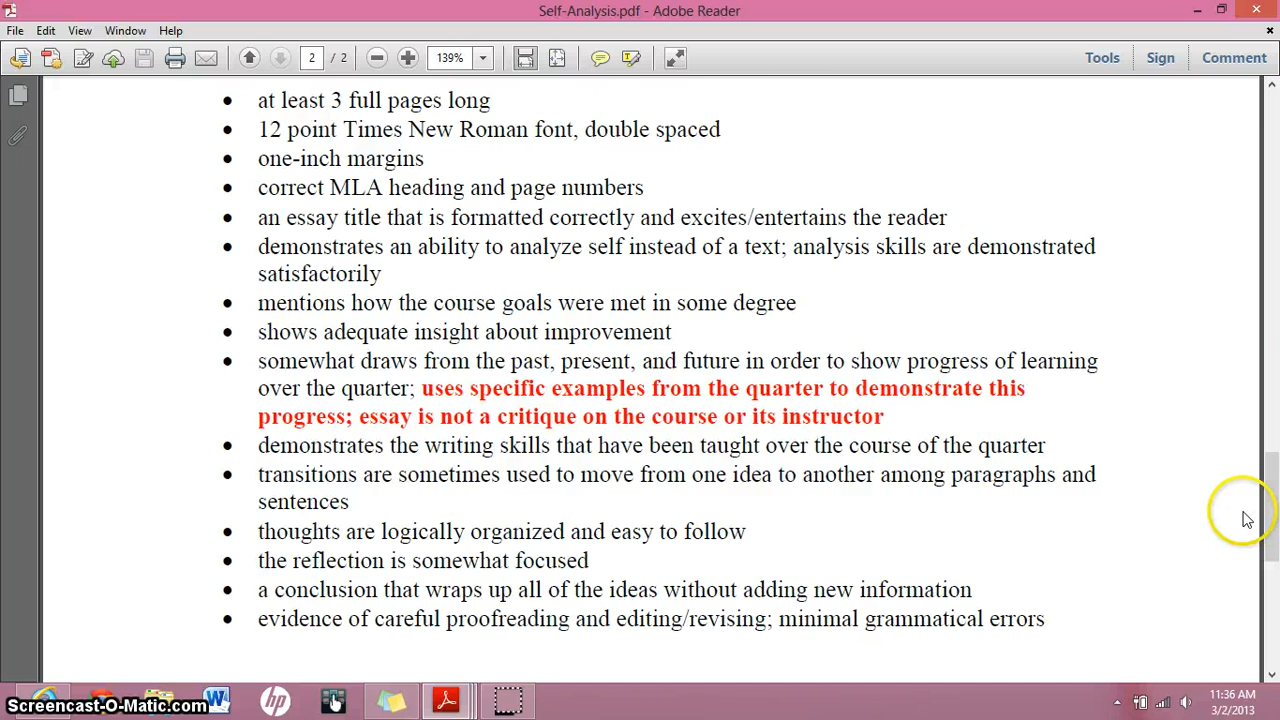 Self-Analysis.pdf - Adobe Reader
File Edit View Window Help
2 / 2 139% Tools Sign Comment
• at least 3 full pages long
• 12 point Times New Roman font, double spaced
• one-inch margins
• correct MLA heading and page numbers
• an essay title that is formatted correctly and excites/entertains the reader
• demonstrates an ability to analyze self instead of a text; analysis skills are demonstrated
satisfactorily
• mentions how the course goals were met in some degree
• shows adequate insight about improvement
• somewhat draws from the past, present, and future in order to show progress of learning
over the quarter; uses specific examples from the quarter to demonstrate this
progress; essay is not a critique on the course or its instructor
• demonstrates the writing skills that have been taught over the course of the quarter
• transitions are sometimes used to move from one idea to another among paragraphs and
sentences
• thoughts are logically organized and easy to follow
• the reflection is somewhat focused
• a conclusion that wraps up all of the ideas without adding new information
• evidence of careful proofreading and editing/revising; minimal grammatical errors
11:36 AM
Screencast-O-Matic.com
3/2/2013